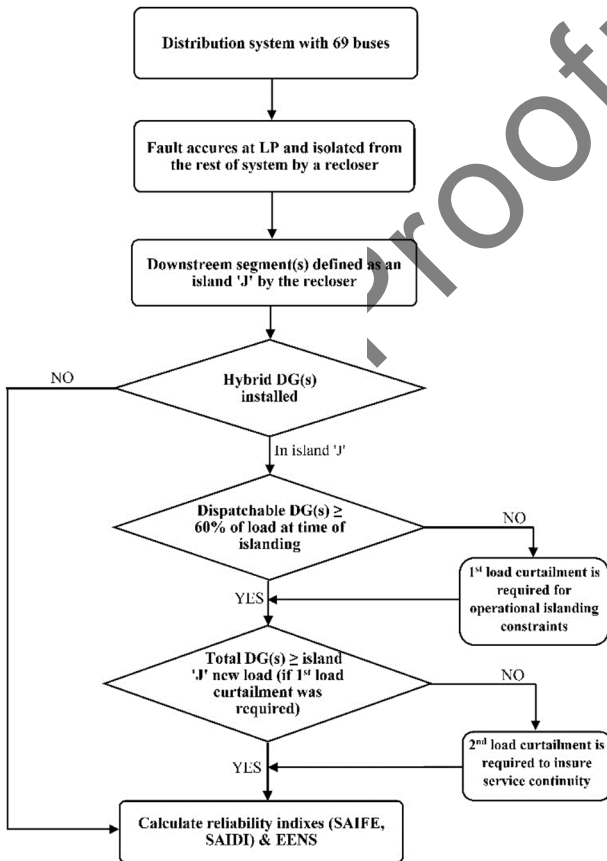 Distribution system with 69 buses
Fault accures at LP and isolated from
the rest of system by a recloser
Downstreem segment(s) defined as an
island 'J' by the recloser
NO
Hybrid DG(s)
installed
In island 'J'
Dispatchable DG(s) ≥
60% of load at time of
islanding
NO
1st load curtailment is
required for
operational islanding
constraints
YES
Total DG(s) ≥ island
'J' new load (if 1st load
curtailment was
required)
NO
2nd load curtailment is
required to insure
service continuity
YES
Calculate reliability indixes (SAIFE,
SAIDI) & EENS
Proof